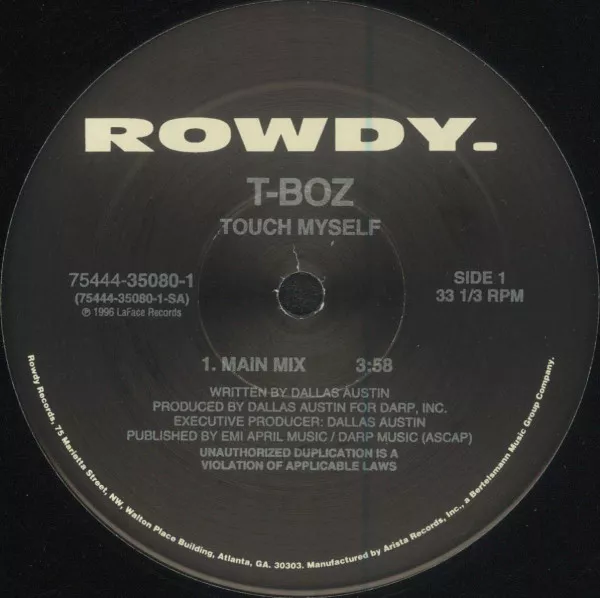 ROWDY.
T-BOZ
TOUCH MYSELF
75444-35080-1
(75444-35080-1-SA)
℗ 1996 LaFace Records
SIDE 1
33 1/3 RPM
1. MAIN MIX 3:58
WRITTEN BY DALLAS AUSTIN
PRODUCED BY DALLAS AUSTIN FOR DARP, INC.
EXECUTIVE PRODUCER: DALLAS AUSTIN
PUBLISHED BY EMI APRIL MUSIC / DARP MUSIC (ASCAP)
UNAUTHORIZED DUPLICATION IS A
VIOLATION OF APPLICABLE LAWS
Rowdy Records, 75 Marietta Street, NW, Walton Place Building, Atlanta, GA. 30303. Manufactured by Arista Records, Inc., a Bertelsmann Music Group Company.